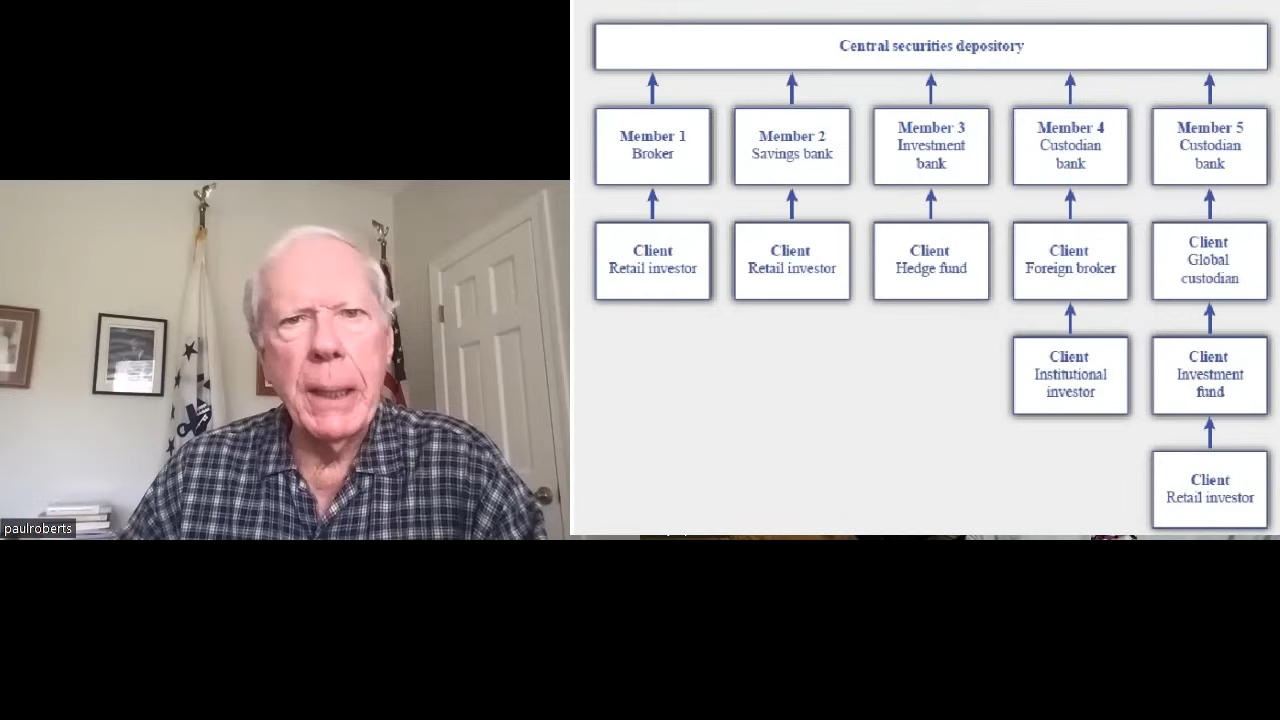 Central securities depository
Member 1
Broker
Member 2
Savings bank
Member 3
Investment
bank
Member 4
Custodian
bank
Member 5
Custodian
bank
Client
Retail investor
Client
Retail investor
Client
Hedge fund
Client
Foreign broker
Client
Global
custodian
Client
Institutional
investor
Client
Investment
fund
Client
Retail investor
paulroberts